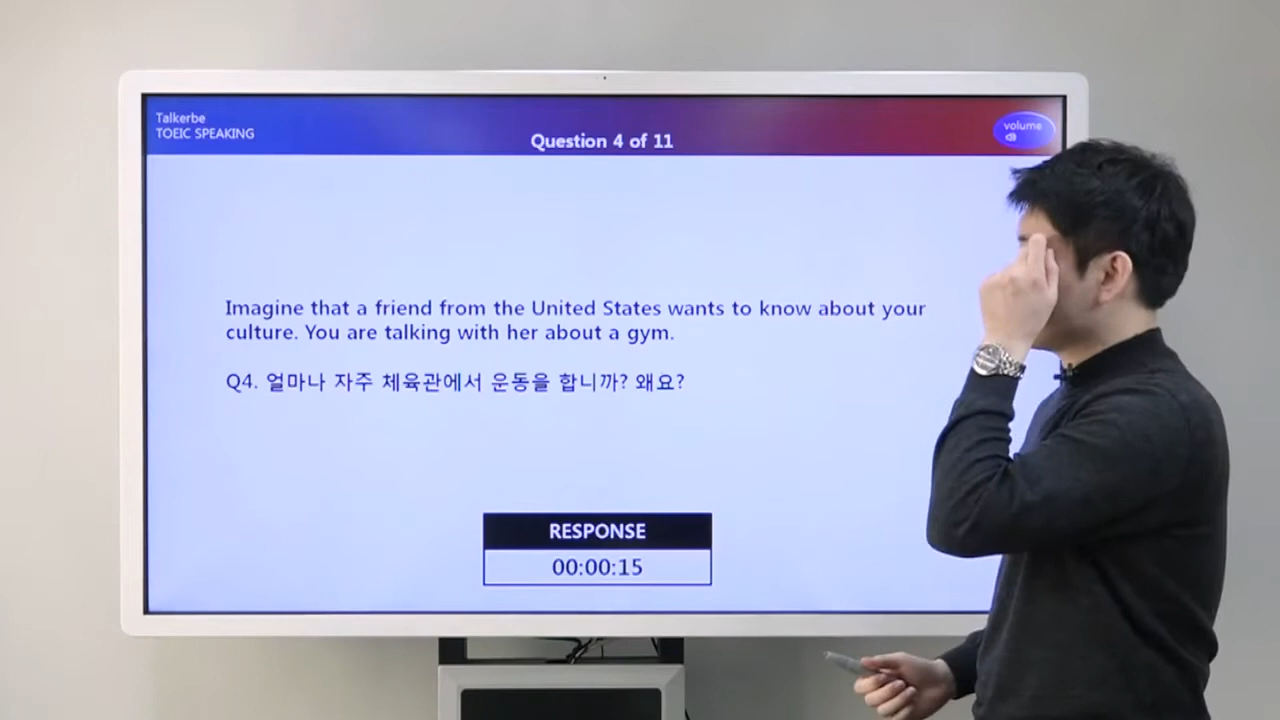 Talkerbe
TOEIC SPEAKING
Question 4 of 11
volume
Imagine that a friend from the United States wants to know about your
culture. You are talking with her about a gym.
Q4. 얼마나 자주 체육관에서 운동을 합니까? 왜요?
RESPONSE
00:00:15